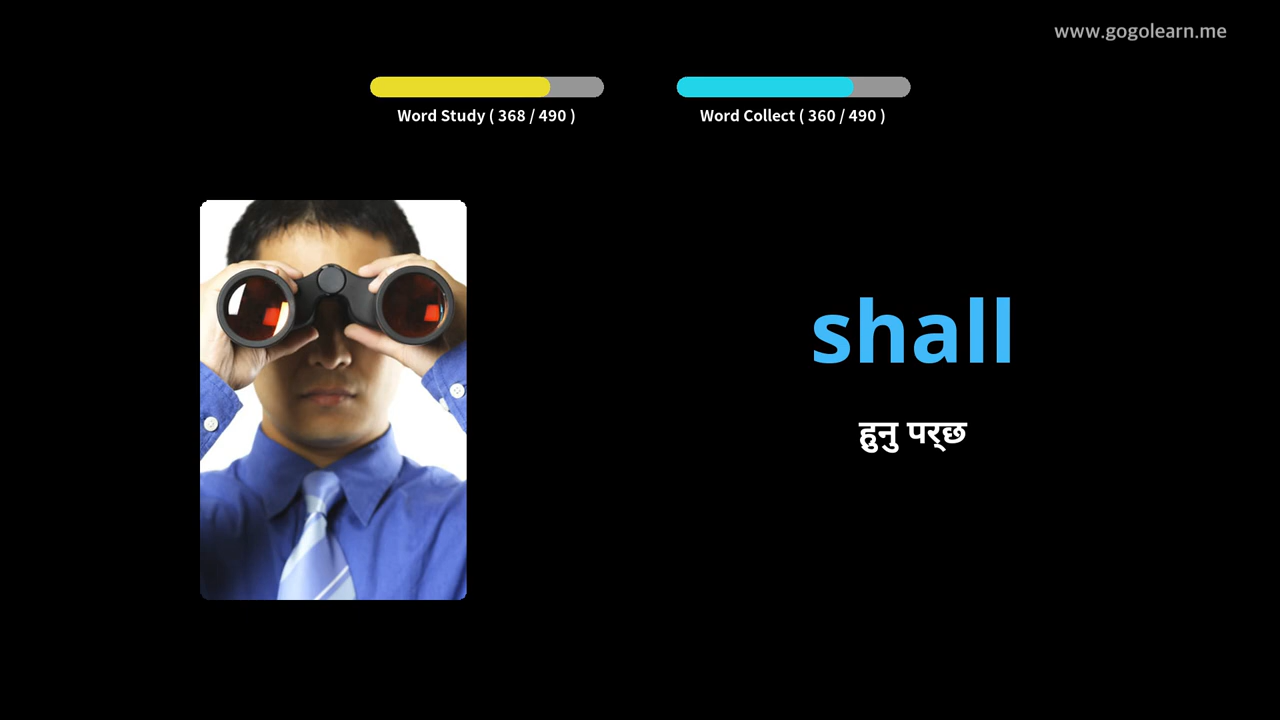 www.gogolearn.me
Word Study ( 368 / 490 )
Word Collect ( 360 / 490 )
shall
हुनु पर्छ